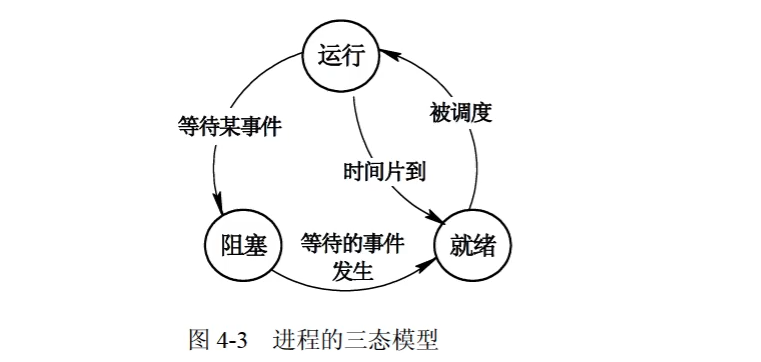 运行
等待某事件
被调度
时间片到
阻塞
等待的事件
发生
就绪
图 4-3 进程的三态模型